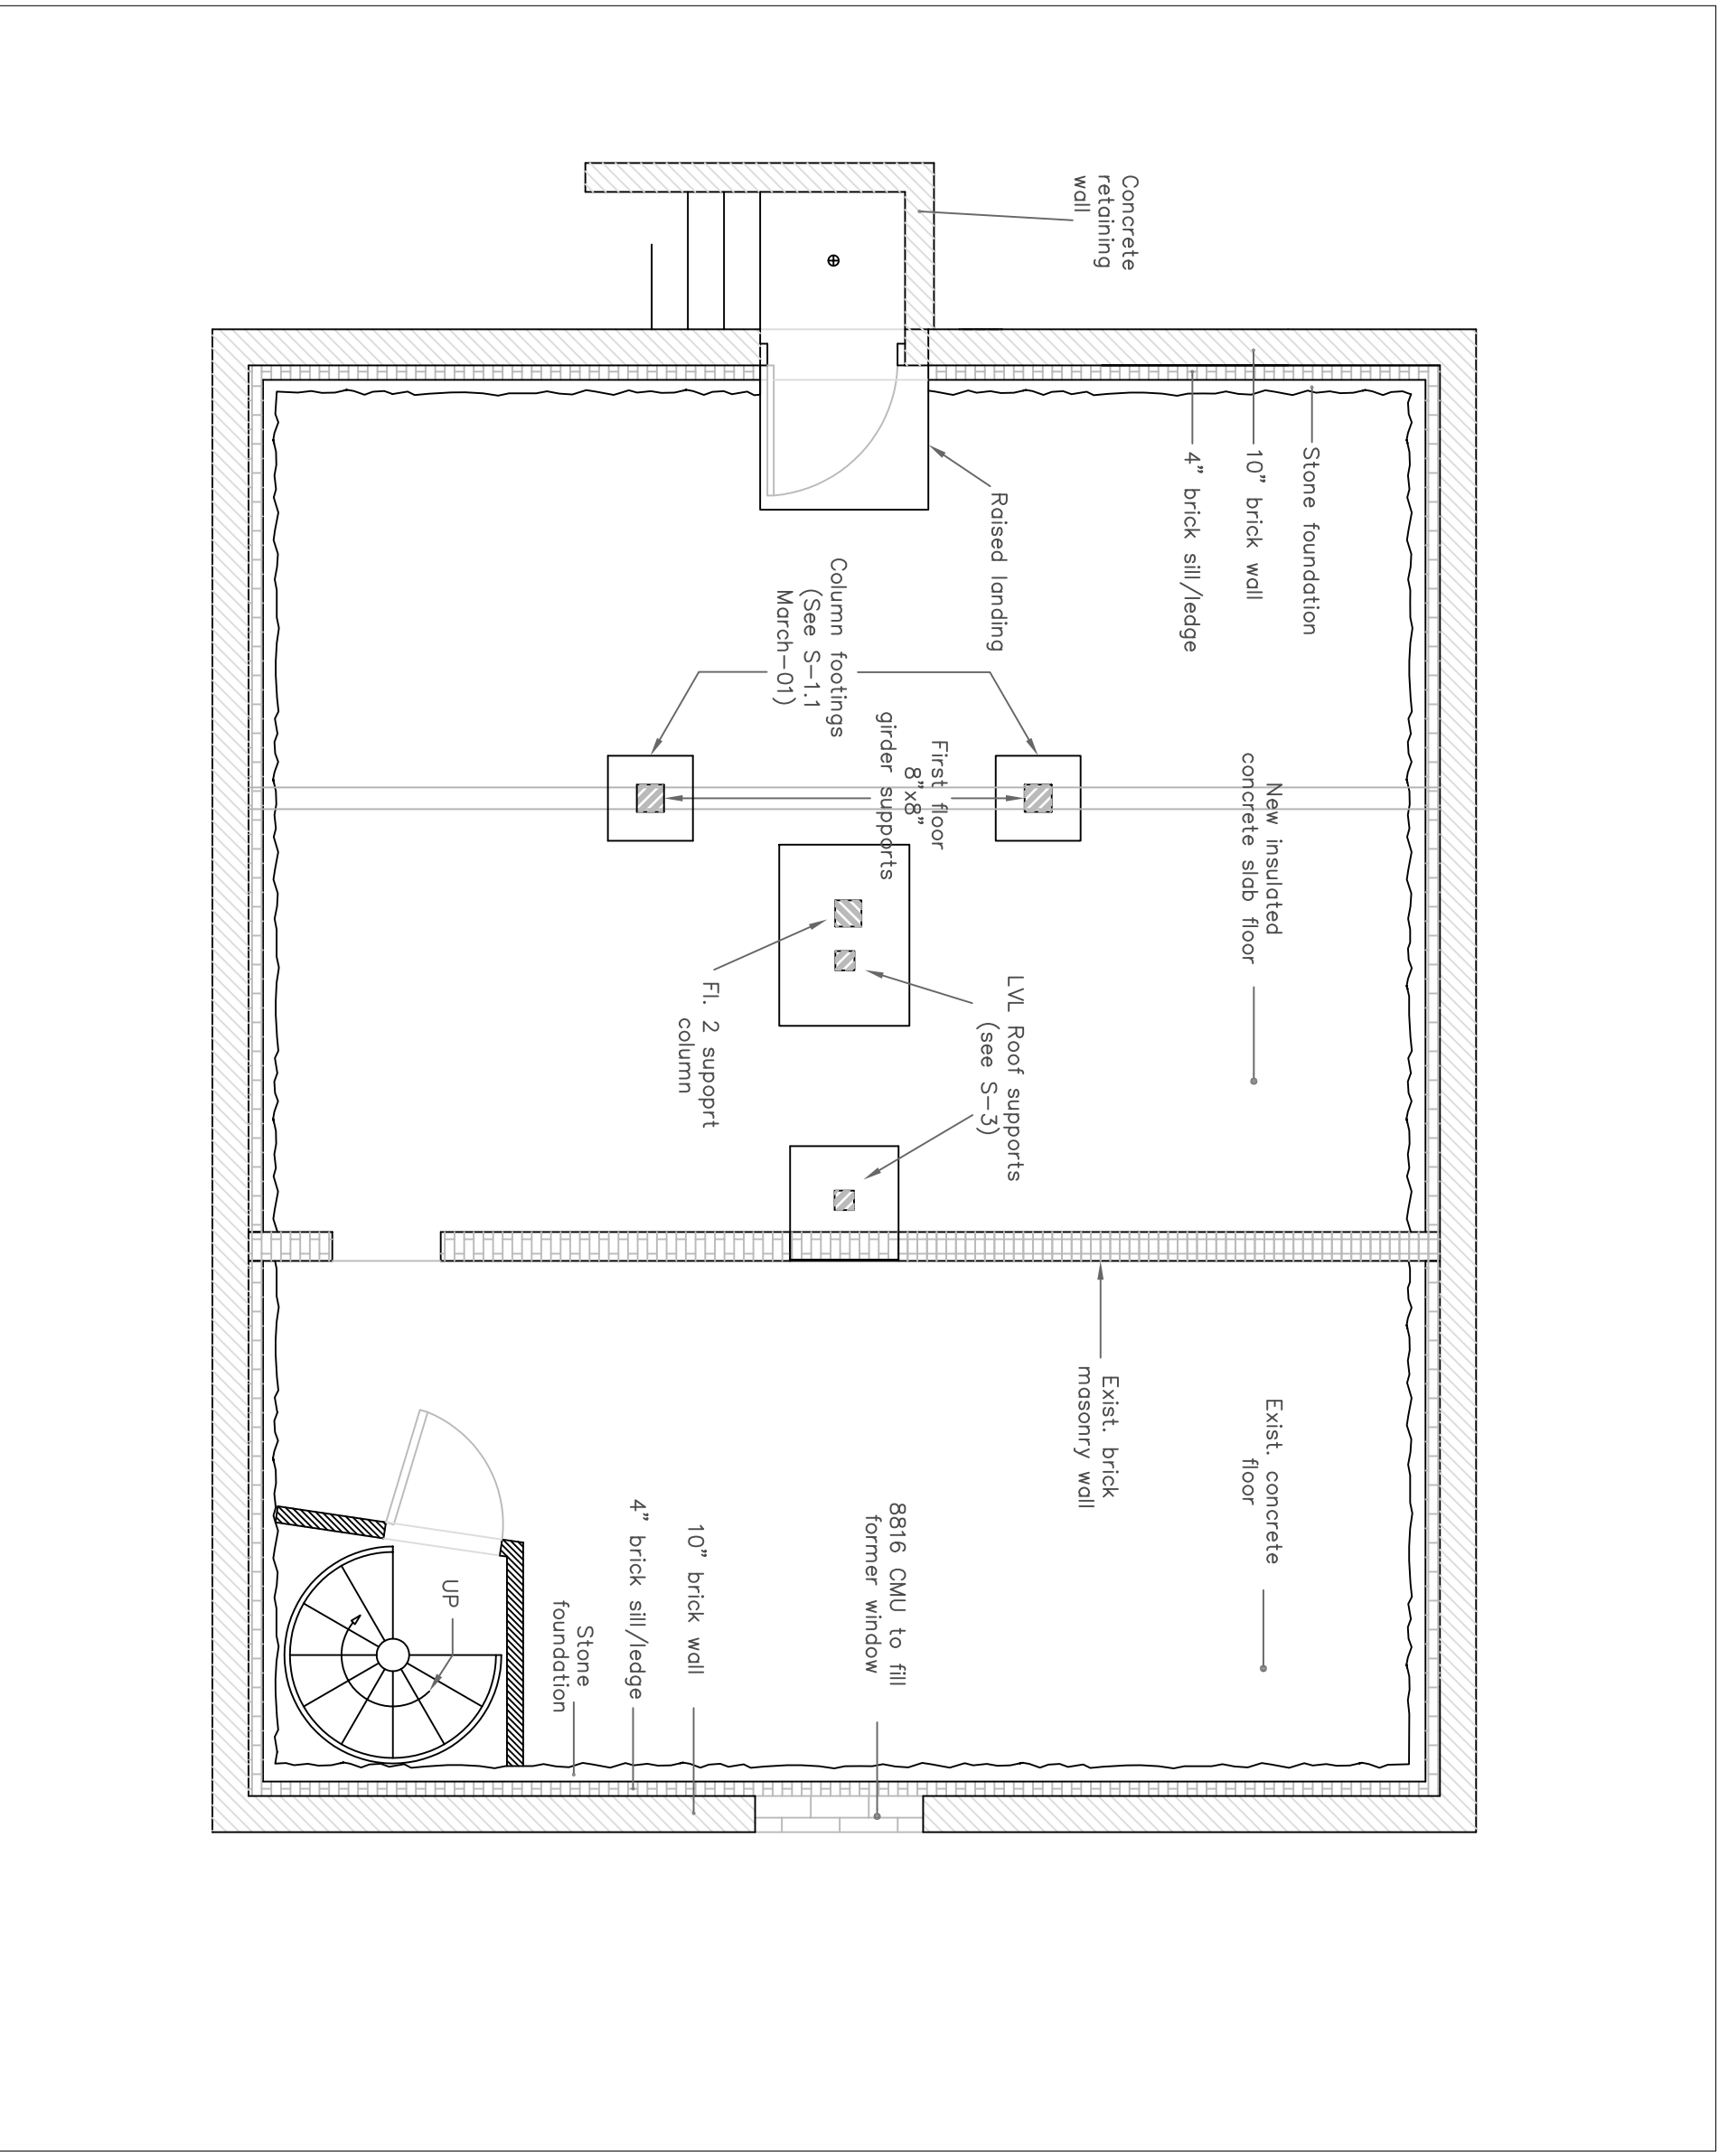 Concrete
retaining
wall
Stone foundation
10" brick wall
4" brick sill/ledge
Raised landing
Column footings
(See S-1.1
March-01)
First floor
8"x8"
girder supports
New insulated
concrete slab floor
LVL Roof supports
(see S-3)
Fl. 2 supoprt
column
Exist. brick
masonry wall
Exist. concrete
floor
8816 CMU to fill
former window
10" brick wall
4" brick sill/ledge
Stone
foundation
UP